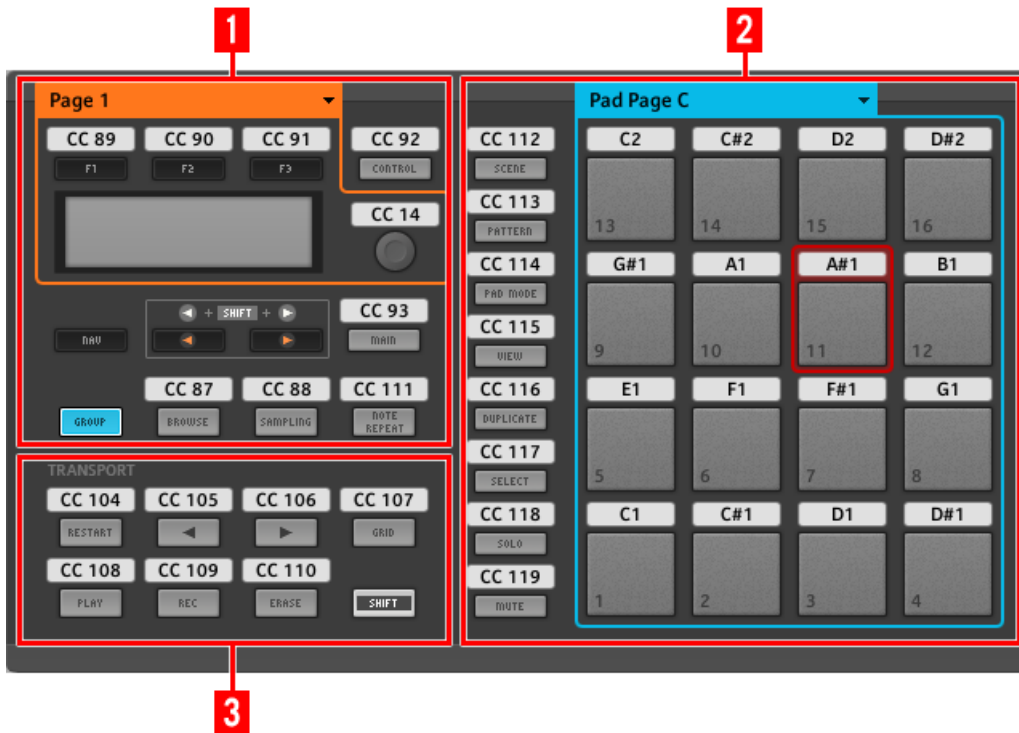 1
2
Page 1
Pad Page C
CC 89 CC 90 CC 91 CC 92
F1 F2 F3 CONTROL
CC 14
SHIFT
+ +
CC 93
NAV MAIN
CC 87 CC 88 CC 111
GROUP BROWSE SAMPLING NOTE REPEAT
TRANSPORT
CC 104 CC 105 CC 106 CC 107
RESTART GRID
CC 108 CC 109 CC 110
PLAY REC ERASE SHIFT
CC 112
SCENE
CC 113
PATTERN
CC 114
PAD MODE
CC 115
VIEW
CC 116
DUPLICATE
CC 117
SELECT
CC 118
SOLO
CC 119
MUTE
C2 C#2 D2 D#2
13 14 15 16
G#1 A1 A#1 B1
9 10 11 12
E1 F1 F#1 G1
5 6 7 8
C1 C#1 D1 D#1
1 2 3 4
3